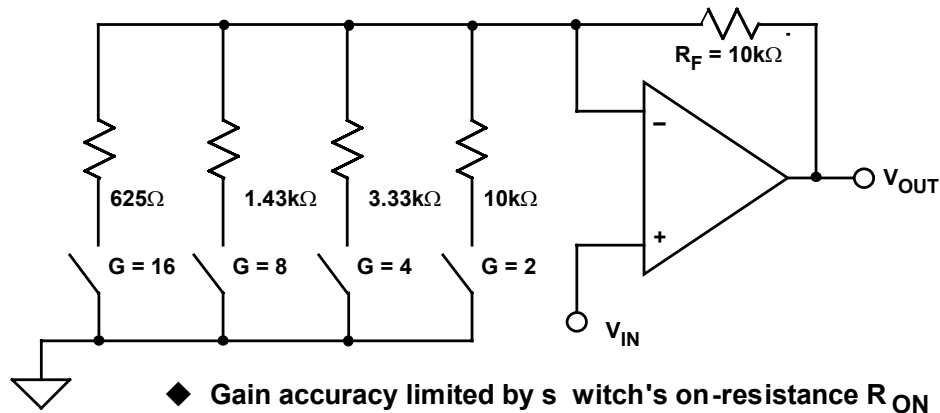 R_F = 10kΩ
−
625Ω 1.43kΩ 3.33kΩ 10kΩ
V_OUT
+
G = 16 G = 8 G = 4 G = 2
V_IN
◆ Gain accuracy limited by s witch's on-resistance R_ON